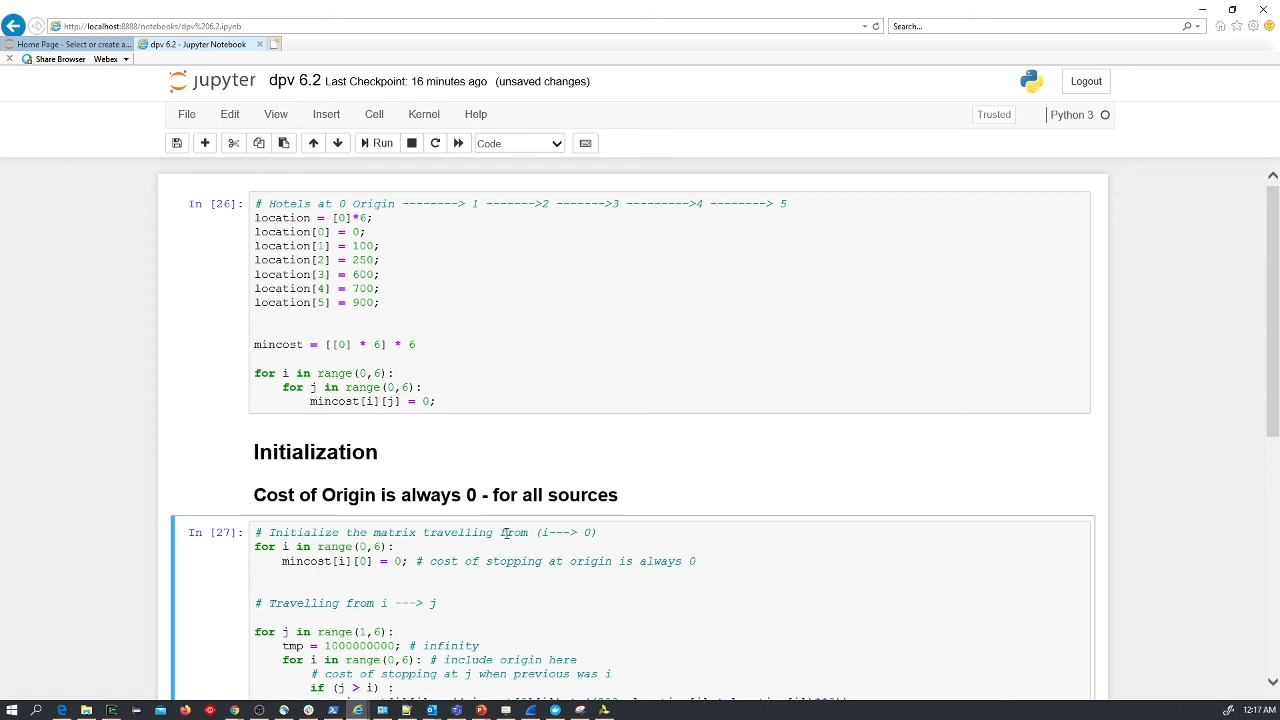 http://localhost:8888/notebooks/dpv%206.2.ipynb
Search...
Home Page - Select or create a...
dpv 6.2 - Jupyter Notebook
Share Browser Webex
jupyter dpv 6.2 Last Checkpoint: 16 minutes ago (unsaved changes)
Logout
File Edit View Insert Cell Kernel Help
Trusted
Python 3
Run
Code
In [26]:
# Hotels at 0 Origin --------> 1 ------->2 ------->3 --------->4 --------> 5
location = [0]*6;
location[0] = 0;
location[1] = 100;
location[2] = 250;
location[3] = 600;
location[4] = 700;
location[5] = 900;
mincost = [[0] * 6] * 6
for i in range(0,6):
for j in range(0,6):
mincost[i][j] = 0;
Initialization
Cost of Origin is always 0 - for all sources
In [27]:
# Initialize the matrix travelling from (i---> 0)
for i in range(0,6):
mincost[i][0] = 0; # cost of stopping at origin is always 0
# Travelling from i ---> j
for j in range(1,6):
tmp = 1000000000; # infinity
for i in range(0,6): # include origin here
# cost of stopping at j when previous was i
if (j > i) :
12:17 AM